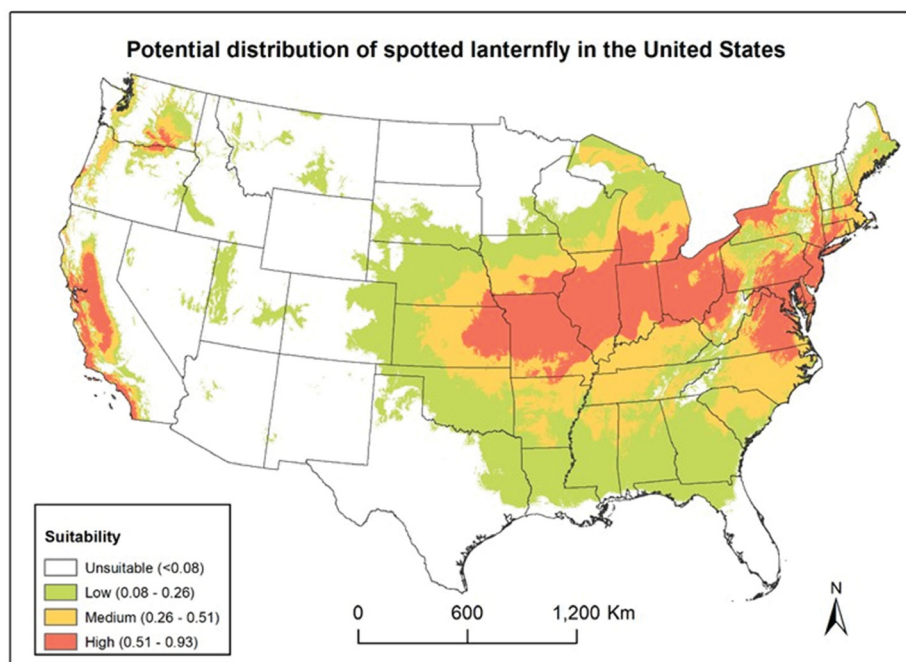 Potential distribution of spotted lanternfly in the United States
Suitability
Unsuitable (<0.08)
Low (0.08 - 0.26)
Medium (0.26 - 0.51)
High (0.51 - 0.93)
0 600 1,200 Km
N